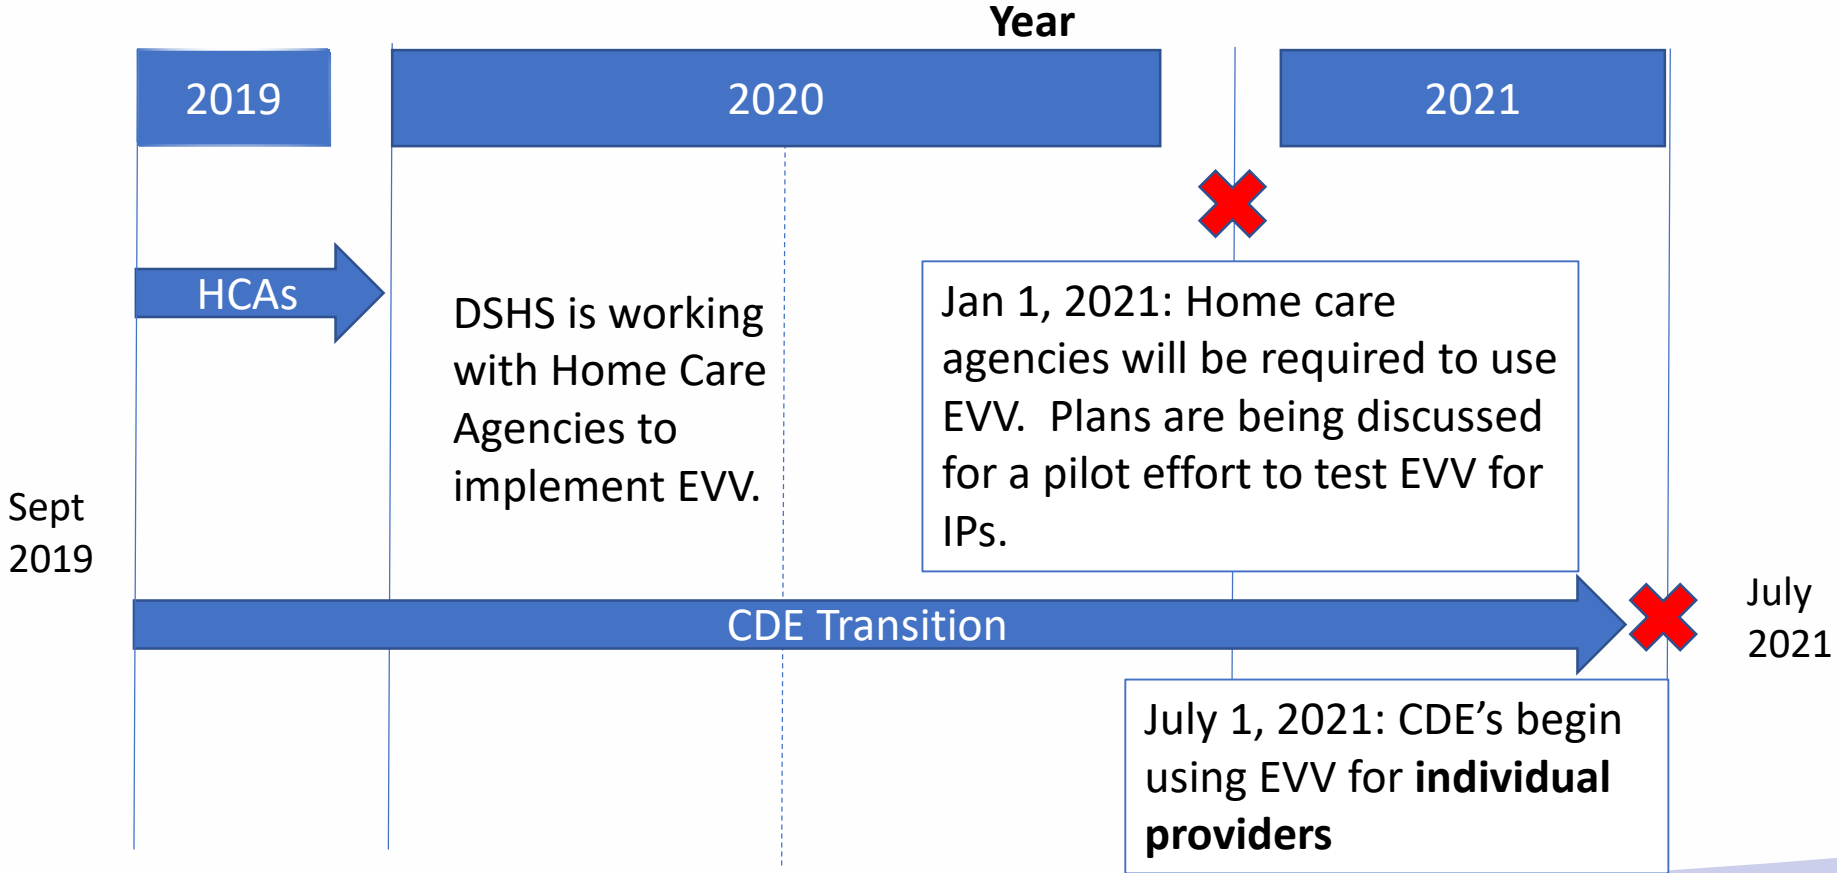 Year
2019
2020
2021
HCAs
DSHS is working
with Home Care
Agencies to
implement EVV.
Jan 1, 2021: Home care
agencies will be required to use
EVV.  Plans are being discussed
for a pilot effort to test EVV for
IPs.
Sept
2019
CDE Transition
July
2021
July 1, 2021: CDE’s begin
using EVV for individual
providers